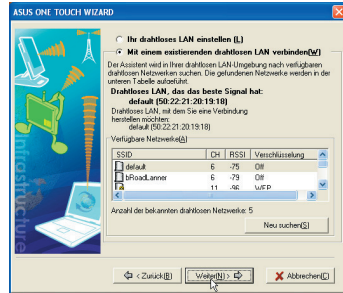 ASUS ONE TOUCH WIZARD
Ihr drahtloses LAN einstellen (L)
Mit einem existierenden drahtlosen LAN verbinden(W)
Der Assistent wird in Ihrer drahtlosen LAN-Umgebung nach verfügbaren
drahtlosen Netzwerken suchen. Die gefundenen Netzwerke werden in der
unteren Tabelle aufgeführt.
Drahtloses LAN, das das beste Signal hat:
default (50:22:21:20:19:18)
Drahtloses LAN, mit dem Sie eine Verbindung
herstellen möchten:
default (50:22:21:20:19:18)
Verfügbare Netzwerke(A)
SSID CH RSSI Verschlüsselung
default 6 -75 Off
bRoadLanner 6 -79 Off
11 -96 WEP
Anzahl der bekannten drahtlosen Netzwerke: 5
Neu suchen(S)
infrastructure
< Zurück(B) Weiter(N) > Abbrechen(C)